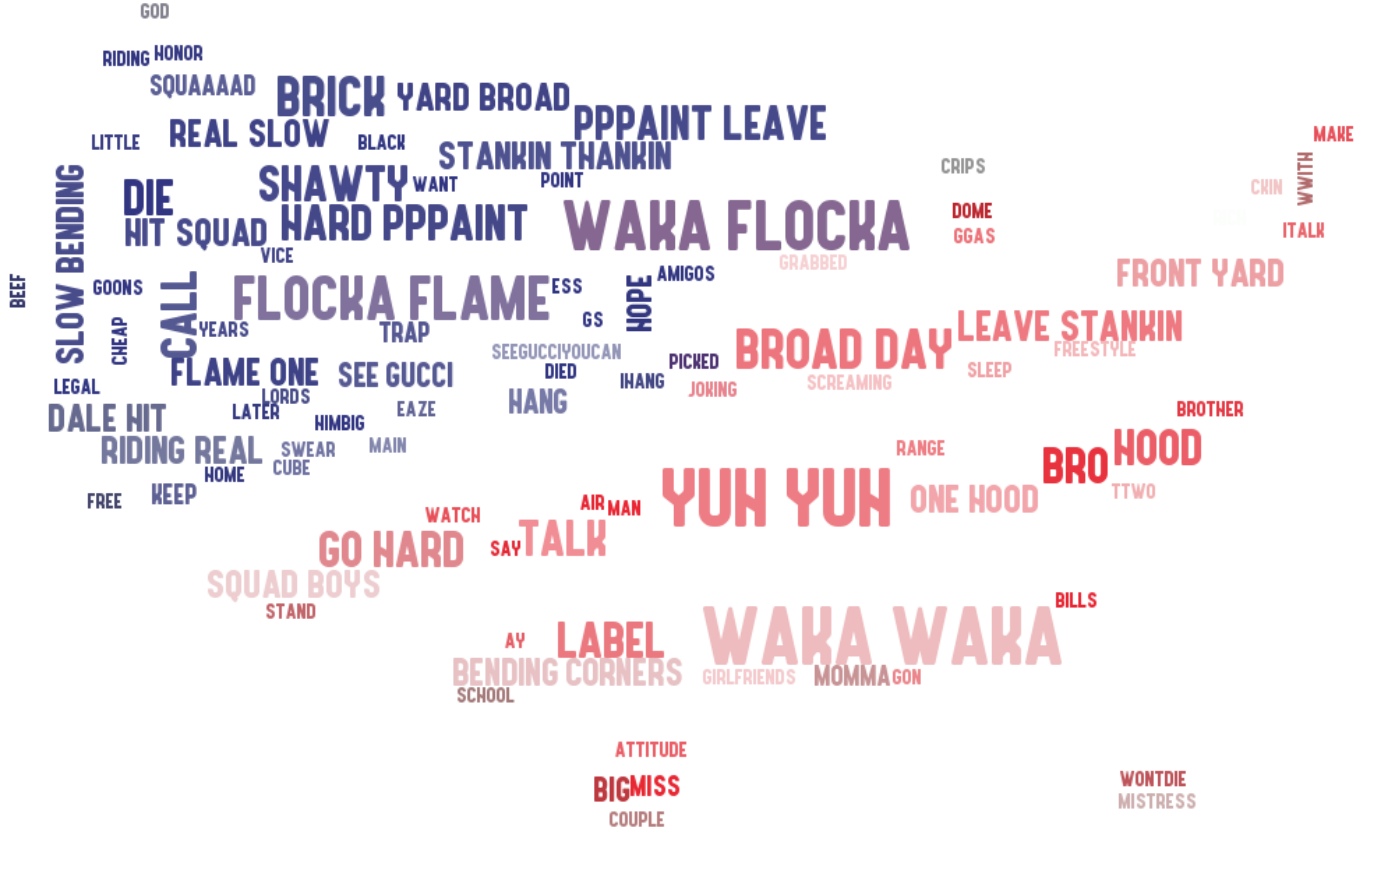 GOD
RIDING HONOR
SQUAAAAD
BRICK YARD BROAD
PPPAINT LEAVE
LITTLE REAL SLOW BLACK
MAKE
STANKIN THANKIN
CRIPS
SLOW BENDING
DIE SHAWTY WANT POINT
CKIN WWITH
WAKA FLOCKA
DOME
HIT SQUAD HARD PPPAINT
GGAS
ITALK
VICE
GRABBED
FRONT YARD
BEEF
GOONS CALL FLOCKA FLAME ESS HOPE AMIGOS
CHEAP YEARS TRAP GS
LEAVE STANKIN
BROAD DAY
SEEGUCCIYOUCAN
FREESTYLE
FLAME ONE SEE GUCCI DIED IHANG PICKED
SLEEP
LEGAL LORDS
JOKING SCREAMING
DALE HIT LATER HIMBIG EAZE HANG
BROTHER
RIDING REAL SWEAR MAIN
RANGE
BRO HOOD
HOME CUBE
FREE KEEP
YUH YUH ONE HOOD TTWO
WATCH
AIR MAN
GO HARD SAY TALK
SQUAD BOYS
STAND
BILLS
AY LABEL WAKA WAKA
BENDING CORNERS GIRLFRIENDS MOMMA GON
SCHOOL
ATTITUDE
BIG MISS
WONTDIE
COUPLE
MISTRESS